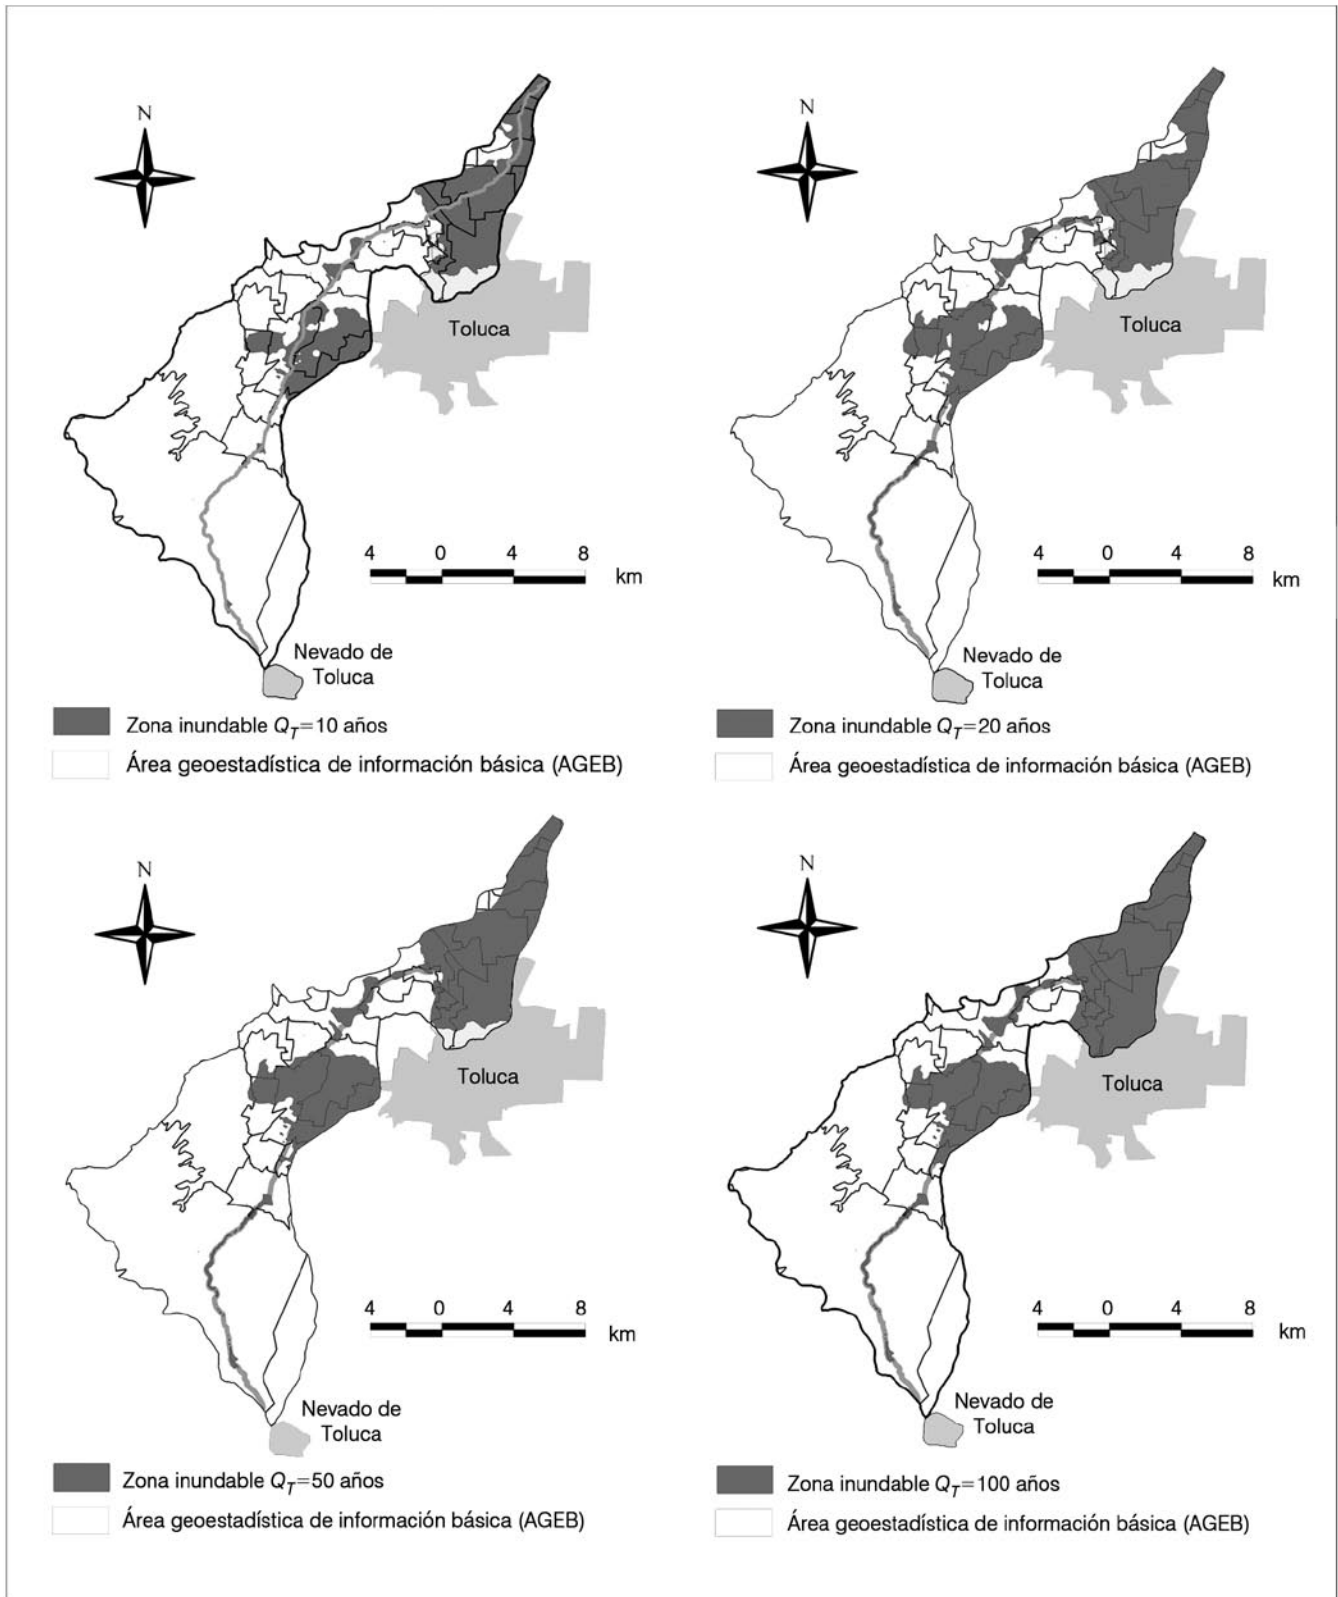 N
Toluca
4 0 4 8
km
Nevado de
Toluca
Zona inundable QT=10 años
Área geoestadística de información básica (AGEB)
N
Toluca
4 0 4 8
km
Nevado de
Toluca
Zona inundable QT=20 años
Área geoestadística de información básica (AGEB)
N
Toluca
4 0 4 8
km
Nevado de
Toluca
Zona inundable QT=50 años
Área geoestadística de información básica (AGEB)
N
Toluca
4 0 4 8
km
Nevado de
Toluca
Zona inundable QT=100 años
Área geoestadística de información básica (AGEB)